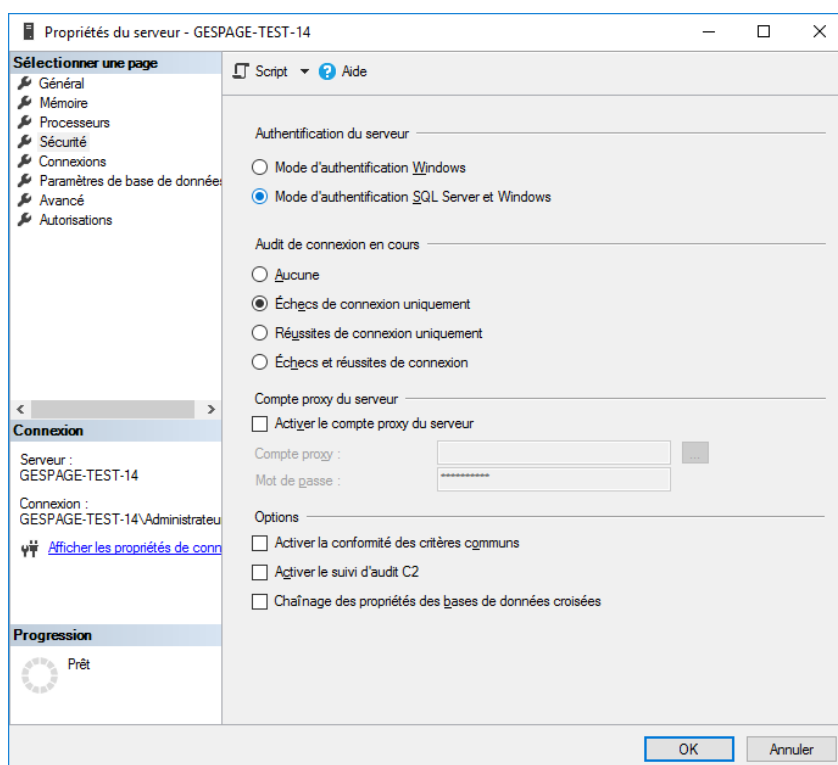 Propriétés du serveur - GESPAGE-TEST-14
Sélectionner une page
Général
Mémoire
Processeurs
Sécurité
Connexions
Paramètres de base de données
Avancé
Autorisations
Connexion
Serveur :
GESPAGE-TEST-14
Connexion :
GESPAGE-TEST-14\Administrateu
Afficher les propriétés de conn
Progression
Prêt
Script
Aide
Authentification du serveur
Mode d'authentification Windows
Mode d'authentification SQL Server et Windows
Audit de connexion en cours
Aucune
Échecs de connexion uniquement
Réussites de connexion uniquement
Échecs et réussites de connexion
Compte proxy du serveur
Activer le compte proxy du serveur
Compte proxy :
...
Mot de passe :
**********
Options
Activer la conformité des critères communs
Activer le suivi d'audit C2
Chaînage des propriétés des bases de données croisées
OK
Annuler